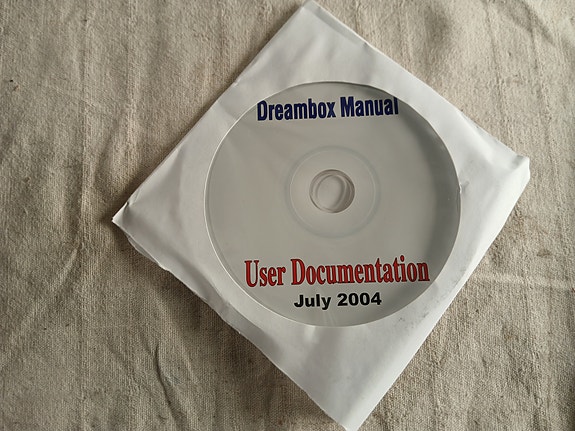 Dreambox Manual
User Documentation
July 2004